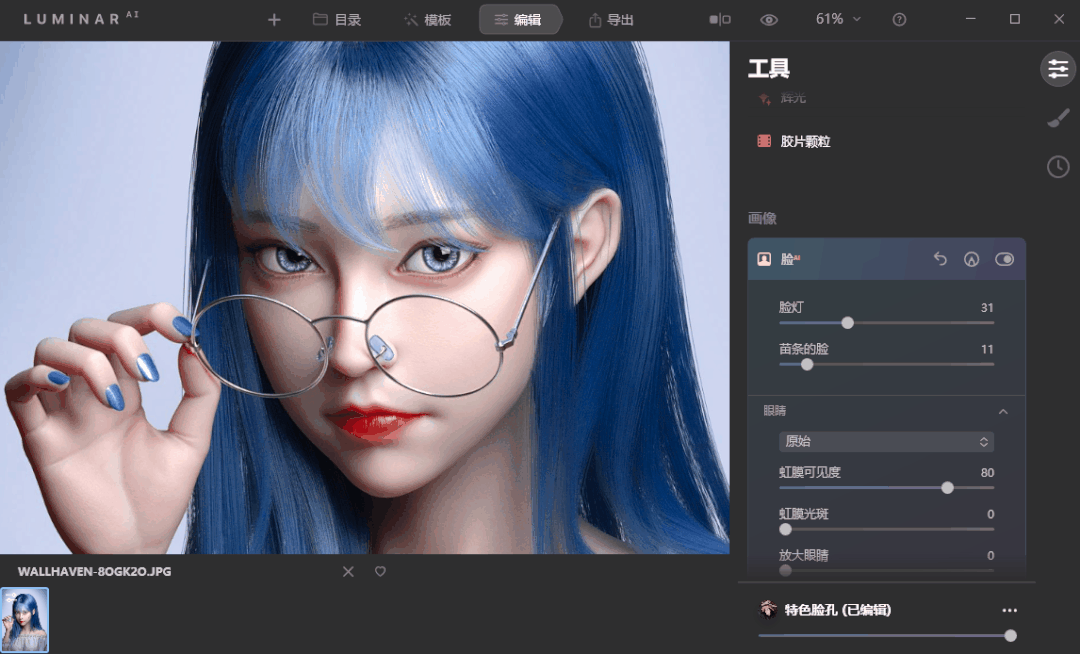 LUMINAR AI
目录
模板
编辑
导出
61%
工具
辉光
胶片颗粒
画像
脸AI
脸灯 31
苗条的脸 11
眼睛
原始
虹膜可见度 80
虹膜光斑 0
放大眼睛 0
WALLHAVEN-8OGK2O.JPG
特色脸孔 (已编辑)